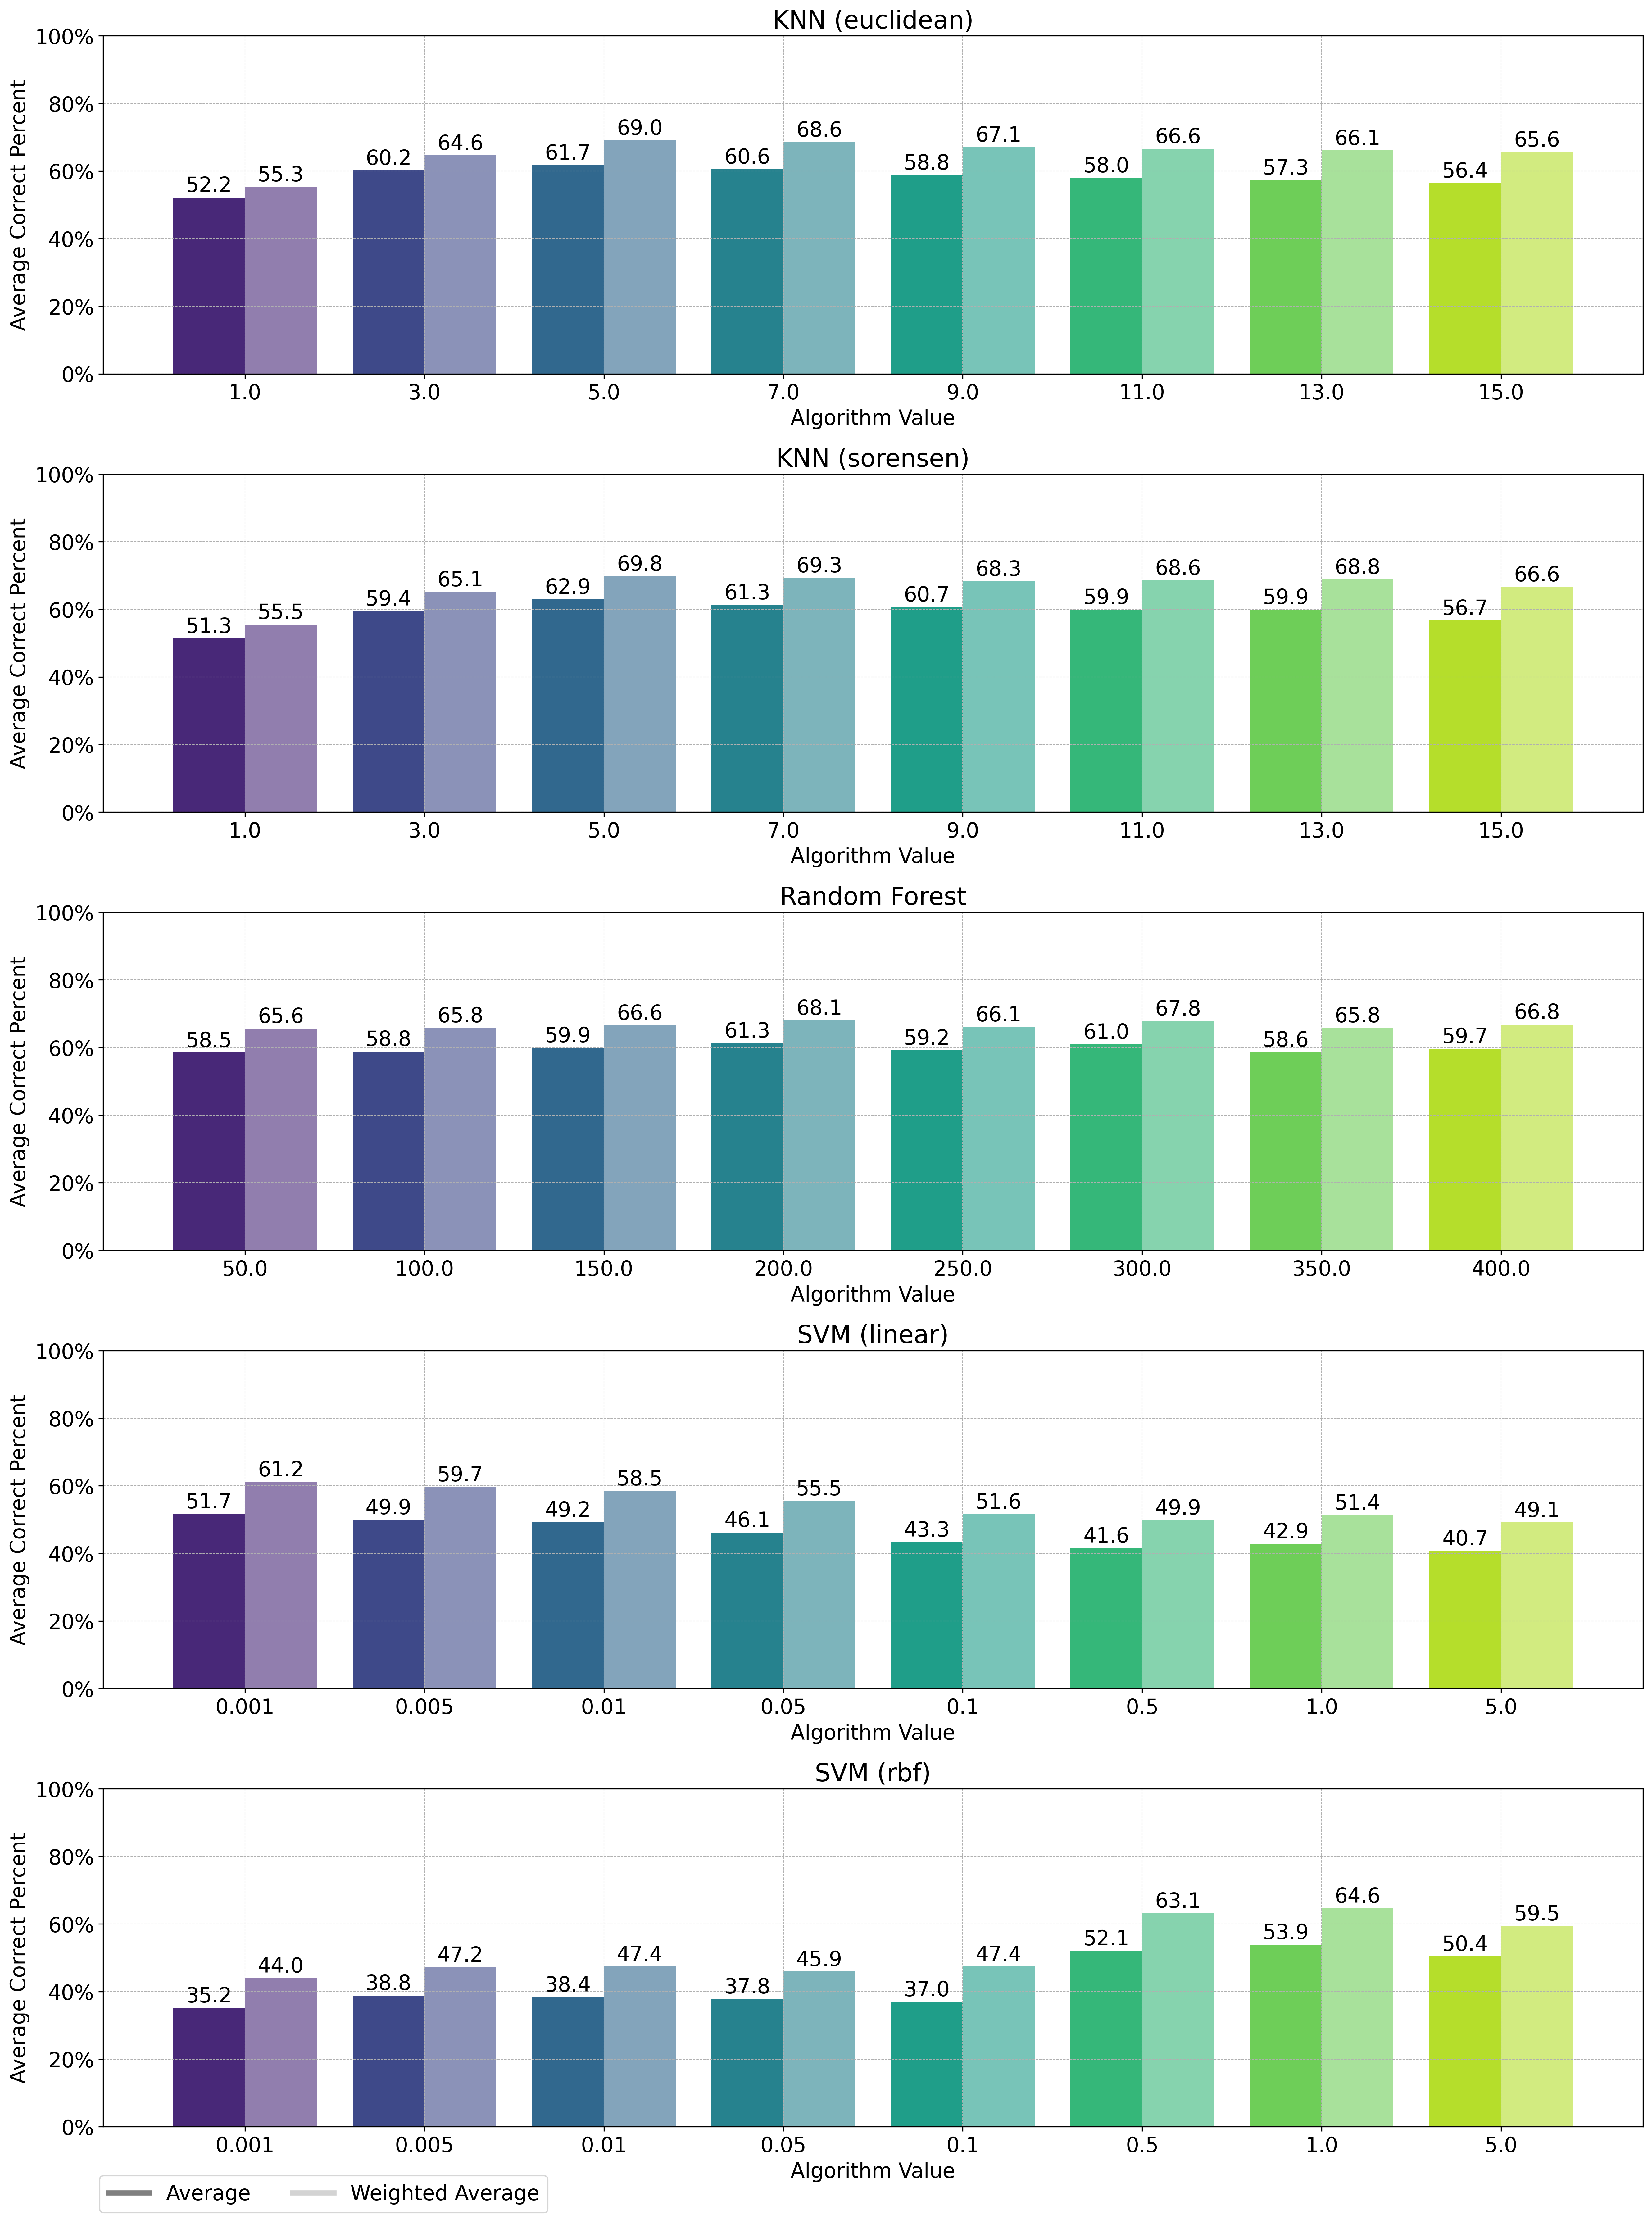 KNN (euclidean)
Average Correct Percent
100%
80%
60%
40%
20%
0%
52.2 55.3 60.2 64.6 61.7 69.0 60.6 68.6 58.8 67.1 58.0 66.6 57.3 66.1 56.4 65.6
1.0 3.0 5.0 7.0 9.0 11.0 13.0 15.0
Algorithm Value
KNN (sorensen)
Average Correct Percent
100%
80%
60%
40%
20%
0%
51.3 55.5 59.4 65.1 62.9 69.8 61.3 69.3 60.7 68.3 59.9 68.6 59.9 68.8 56.7 66.6
1.0 3.0 5.0 7.0 9.0 11.0 13.0 15.0
Algorithm Value
Random Forest
Average Correct Percent
100%
80%
60%
40%
20%
0%
58.5 65.6 58.8 65.8 59.9 66.6 61.3 68.1 59.2 66.1 61.0 67.8 58.6 65.8 59.7 66.8
50.0 100.0 150.0 200.0 250.0 300.0 350.0 400.0
Algorithm Value
SVM (linear)
Average Correct Percent
100%
80%
60%
40%
20%
0%
51.7 61.2 49.9 59.7 49.2 58.5 46.1 55.5 43.3 51.6 41.6 49.9 42.9 51.4 40.7 49.1
0.001 0.005 0.01 0.05 0.1 0.5 1.0 5.0
Algorithm Value
SVM (rbf)
Average Correct Percent
100%
80%
60%
40%
20%
0%
35.2 44.0 38.8 47.2 38.4 47.4 37.8 45.9 37.0 47.4 52.1 63.1 53.9 64.6 50.4 59.5
0.001 0.005 0.01 0.05 0.1 0.5 1.0 5.0
Algorithm Value
Average Weighted Average